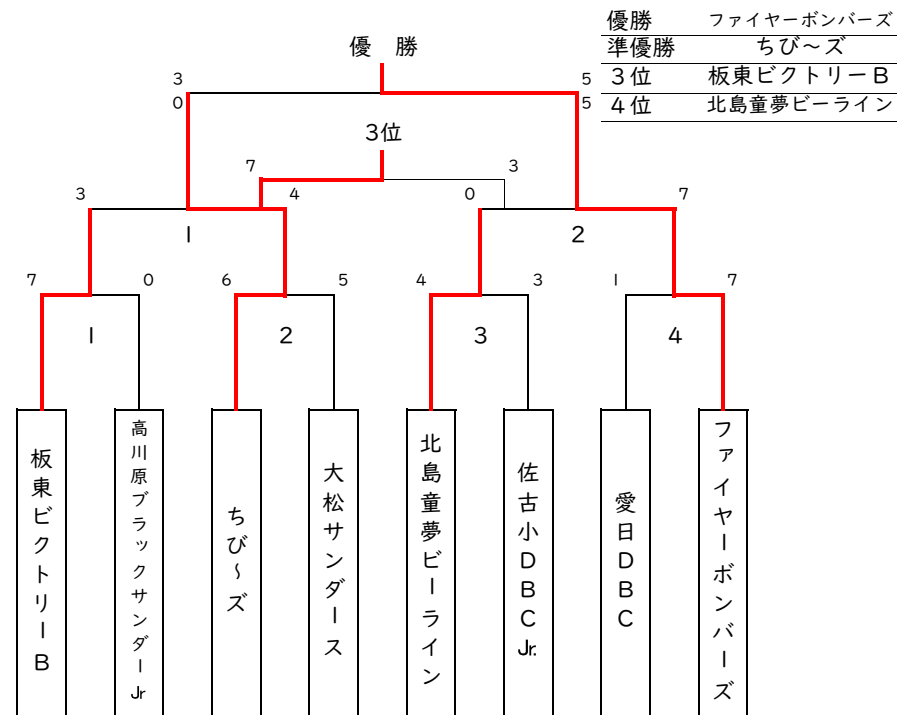 優勝 ファイヤーボンバーズ
準優勝 ちび～ズ
3位 板東ビクトリーB
4位 北島童夢ビーライン
優 勝
3 5
0 5
3位
7 3
3 4 0 7
1 2
7 0 6 5 4 3 1 7
1 2 3 4
板東ビクトリーB
高川原ブラックサンダーJr
ちび～ズ
大松サンダース
北島童夢ビーライン
佐古小DBCJr.
愛日DBC
ファイヤーボンバーズ